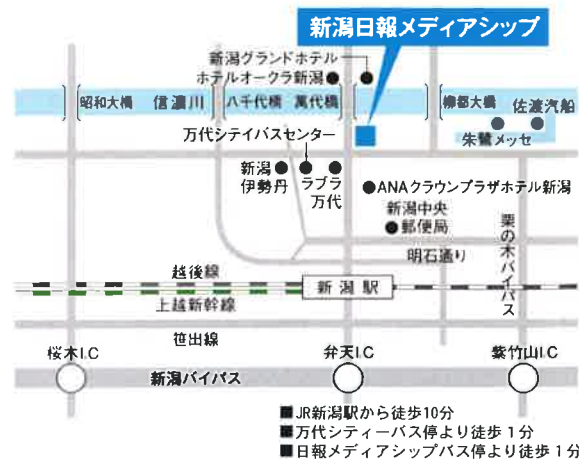 新潟日報メディアシップ
新潟グランドホテル
ホテルオークラ新潟
昭和大橋
信濃川
八千代橋
萬代橋
柳都大橋
佐渡汽船
朱鷺メッセ
万代シテイバスセンター
新潟
伊勢丹
ラブラ
万代
ANAクラウンプラザホテル新潟
新潟中央
郵便局
明石通り
栗の木バイパス
越後線
上越新幹線
新潟駅
笹出線
桜木I.C
弁天I.C
紫竹山I.C
新潟バイパス
■JR新潟駅から徒歩10分
■万代シティーバス停より徒歩1分
■日報メディアシップバス停より徒歩1分